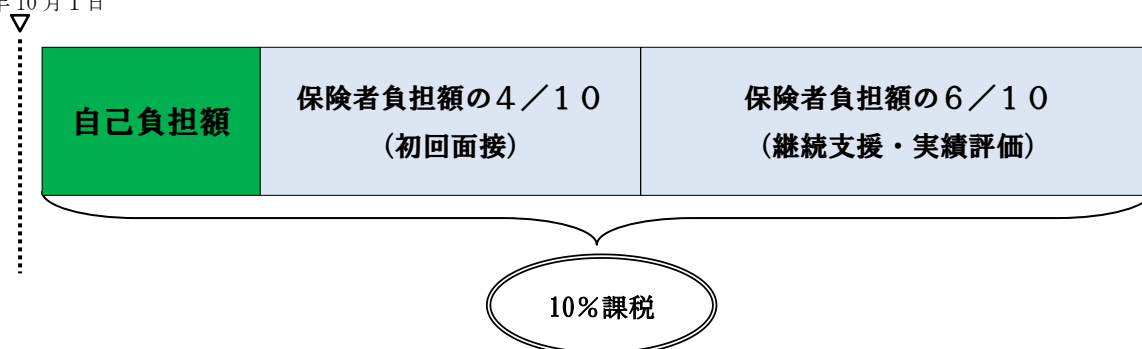 年 10 月 1 日
自己負担額
保険者負担額の４／１０
（初回面接）
保険者負担額の６／１０
（継続支援・実績評価）
10％課税